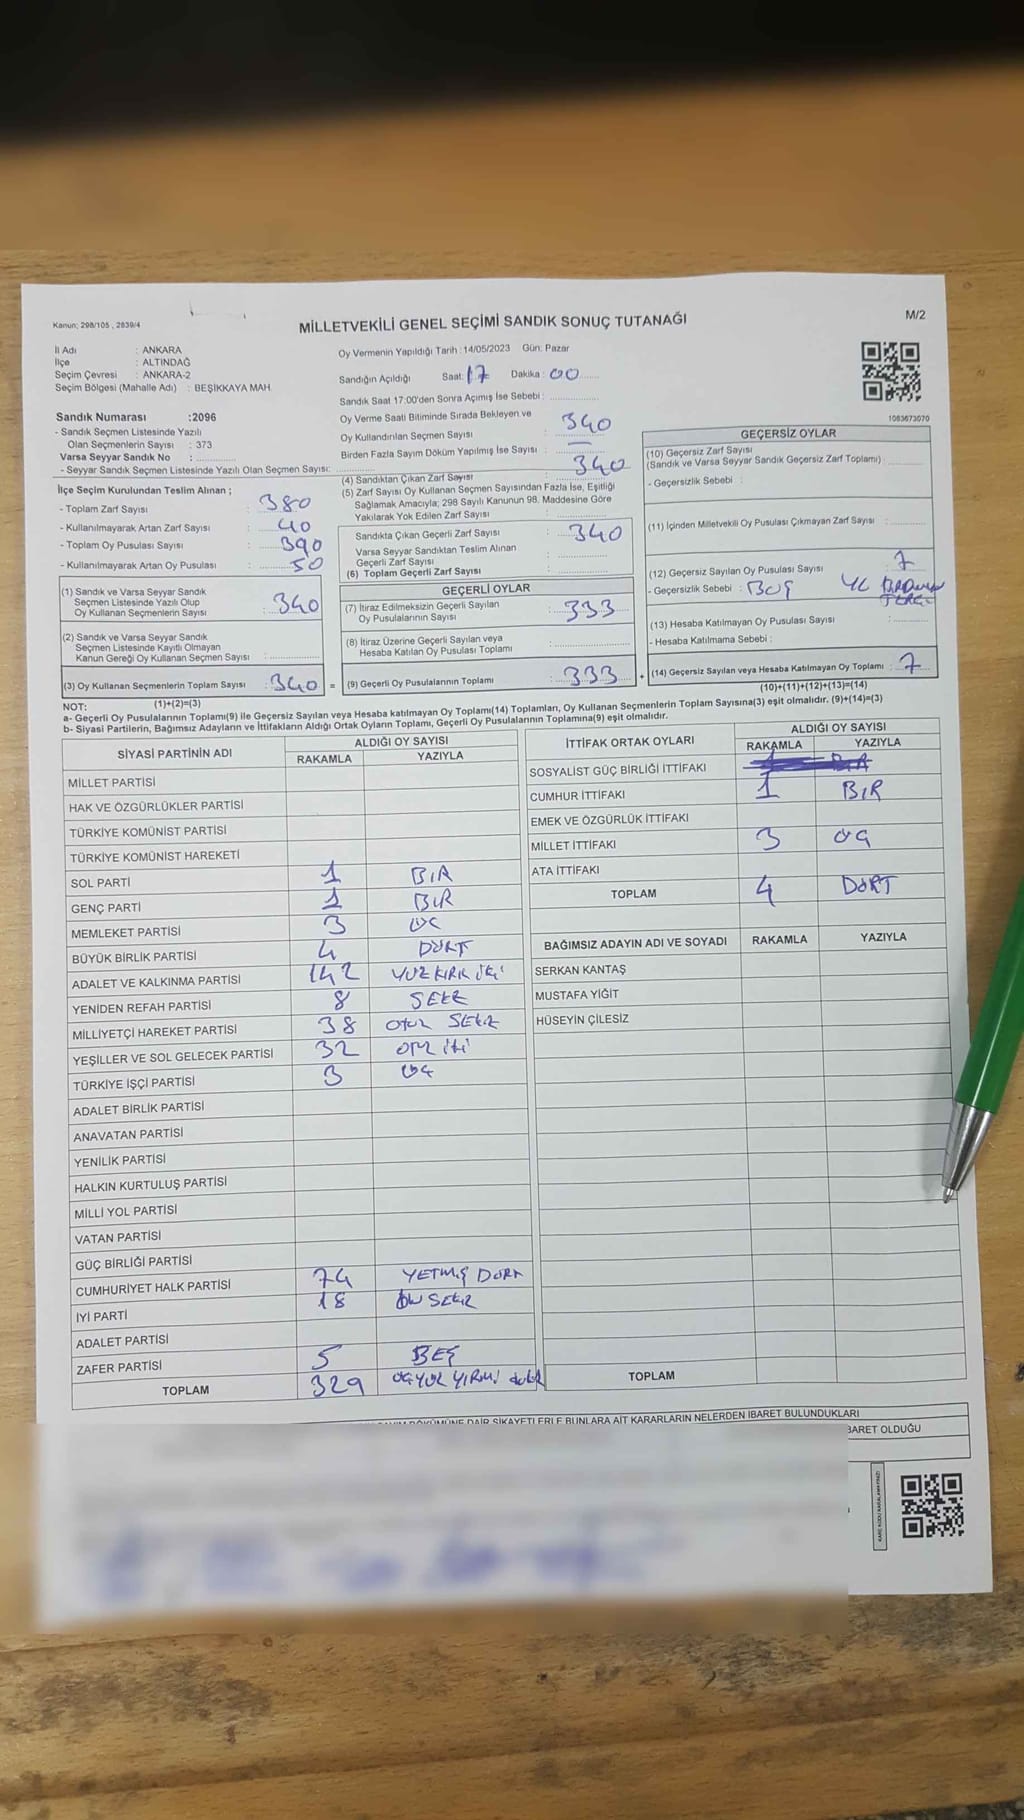 Kanun: 298/105 , 2839/4
MİLLETVEKİLİ GENEL SEÇİMİ SANDIK SONUÇ TUTANAĞI
M/2
İl Adı : ANKARA
İlçe : ALTINDAĞ
Seçim Çevresi : ANKARA-2
Seçim Bölgesi (Mahalle Adı) : BEŞİKKAYA MAH.
Sandık Numarası :2096
- Sandık Seçmen Listesinde Yazılı
Olan Seçmenlerin Sayısı : 373
Varsa Seyyar Sandık No :
- Seyyar Sandık Seçmen Listesinde Yazılı Olan Seçmen Sayısı:
Oy Vermenin Yapıldığı Tarih :14/05/2023 Gün: Pazar
Sandığın Açıldığı Saat: 17 Dakika : 00
Sandık Saat 17:00'den Sonra Açımış İse Sebebi :
Oy Verme Saati Bitiminde Sırada Bekleyen ve
Oy Kullandırılan Seçmen Sayısı : 340
Birden Fazla Sayım Döküm Yapılmış İse Sayısı : —
1083673070
İlçe Seçim Kurulundan Teslim Alınan ;
- Toplam Zarf Sayısı : 380
- Kullanılmayarak Artan Zarf Sayısı : 40
- Toplam Oy Pusulası Sayısı : 390
- Kullanılmayarak Artan Oy Pusulası : 50
(1) Sandık ve Varsa Seyyar Sandık
Seçmen Listesinde Yazılı Olup
Oy Kullanan Seçmenlerin Sayısı : 340
(2) Sandık ve Varsa Seyyar Sandık
Seçmen Listesinde Kayıtlı Olmayan
Kanun Gereği Oy Kullanan Seçmen Sayısı :
(3) Oy Kullanan Seçmenlerin Toplam Sayısı : 340 =
(1)+(2)=(3)
(4) Sandıktan Çıkan Zarf Sayısı : 340
(5) Zarf Sayısı Oy Kullanan Seçmen Sayısından Fazla İse, Eşitliği
Sağlamak Amacıyla; 298 Sayılı Kanunun 98. Maddesine Göre
Yakılarak Yok Edilen Zarf Sayısı :
Sandıkta Çıkan Geçerli Zarf Sayısı : 340
Varsa Seyyar Sandıktan Teslim Alınan
Geçerli Zarf Sayısı :
(6) Toplam Geçerli Zarf Sayısı :
GEÇERLİ OYLAR
(7) İtiraz Edilmeksizin Geçerli Sayılan
Oy Pusulalarının Sayısı : 333
(8) İtiraz Üzerine Geçerli Sayılan veya
Hesaba Katılan Oy Pusulası Toplamı :
(9) Geçerli Oy Pusulalarının Toplamı : 333 +
GEÇERSİZ OYLAR
(10) Geçersiz Zarf Sayısı
(Sandık ve Varsa Seyyar Sandık Geçersiz Zarf Toplamı) :
- Geçersizlik Sebebi :
(11) İçinden Milletvekili Oy Pusulası Çıkmayan Zarf Sayısı :
(12) Geçersiz Sayılan Oy Pusulası Sayısı : 7
- Geçersizlik Sebebi : BOŞ
(13) Hesaba Katılmayan Oy Pusulası Sayısı :
- Hesaba Katılmama Sebebi :
(14) Geçersiz Sayılan veya Hesaba Katılmayan Oy Toplamı : 7
(10)+(11)+(12)+(13)=(14)
NOT:
a- Geçerli Oy Pusulalarının Toplamı(9) ile Geçersiz Sayılan veya Hesaba katılmayan Oy Toplamı(14) Toplamları, Oy Kullanan Seçmenlerin Toplam Sayısına(3) eşit olmalıdır. (9)+(14)=(3)
b- Siyasi Partilerin, Bağımsız Adayların ve İttifakların Aldığı Ortak Oyların Toplamı, Geçerli Oy Pusulalarının Toplamına(9) eşit olmalıdır.
SİYASİ PARTİNİN ADI ALDIĞI OY SAYISI
RAKAMLA YAZIYLA
MİLLET PARTİSİ
HAK VE ÖZGÜRLÜKLER PARTİSİ
TÜRKİYE KOMÜNİST PARTİSİ
TÜRKİYE KOMÜNİST HAREKETİ
SOL PARTİ 1 BİR
GENÇ PARTİ 1 BİR
MEMLEKET PARTİSİ 3 ÜÇ
BÜYÜK BİRLİK PARTİSİ 4 DÖRT
ADALET VE KALKINMA PARTİSİ 142 YÜZ KIRK İKİ
YENİDEN REFAH PARTİSİ 8 SEKİZ
MİLLİYETÇİ HAREKET PARTİSİ 38 OTUZ SEKİZ
YEŞİLLER VE SOL GELECEK PARTİSİ 32 OTUZ İKİ
TÜRKİYE İŞÇİ PARTİSİ 3 ÜÇ
ADALET BİRLİK PARTİSİ
ANAVATAN PARTİSİ
YENİLİK PARTİSİ
HALKIN KURTULUŞ PARTİSİ
MİLLİ YOL PARTİSİ
VATAN PARTİSİ
GÜÇ BİRLİĞİ PARTİSİ
CUMHURİYET HALK PARTİSİ 74 YETMİŞ DÖRT
İYİ PARTİ 18 ON SEKİZ
ADALET PARTİSİ
ZAFER PARTİSİ 5 BEŞ
TOPLAM 329 ÜÇYÜZ YİRMİ dokuz
İTTİFAK ORTAK OYLARI ALDIĞI OY SAYISI
RAKAMLA YAZIYLA
SOSYALİST GÜÇ BİRLİĞİ İTTİFAKI 1 BİR
CUMHUR İTTİFAKI 1 BİR
EMEK VE ÖZGÜRLÜK İTTİFAKI
MİLLET İTTİFAKI 3 ÜÇ
ATA İTTİFAKI
TOPLAM 4 DÖRT
BAĞIMSIZ ADAYIN ADI VE SOYADI RAKAMLA YAZIYLA
SERKAN KANTAŞ
MUSTAFA YİĞİT
HÜSEYİN ÇİLESİZ
TOPLAM
DÖKÜMÜNE DAİR ŞİKAYETLERLE BUNLARA AİT KARARLARIN NELERDEN İBARET BULUNDUKLARI
İBARET OLDUĞU